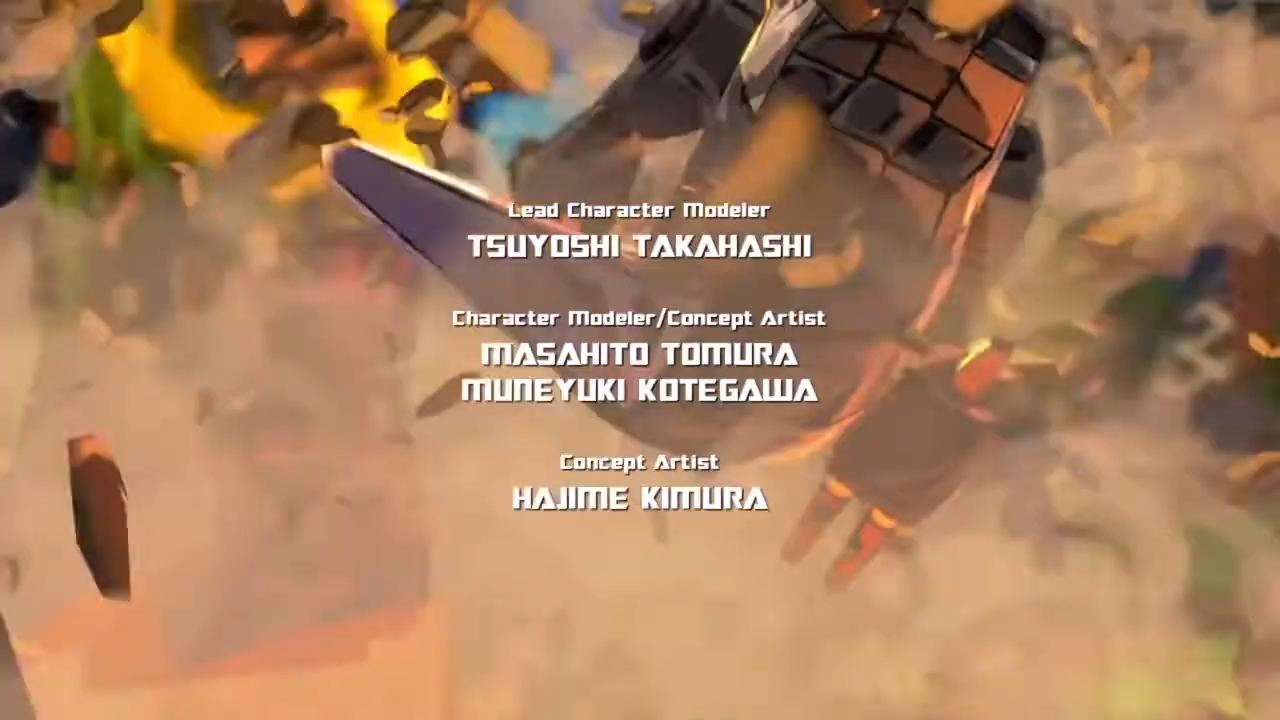 Lead Character Modeler
TSUYOSHI TAKAHASHI
Character Modeler/Concept Artist
MASAHITO TOMURA
MUNEYUKI KOTEGAWA
Concept Artist
HAJIME KIMURA